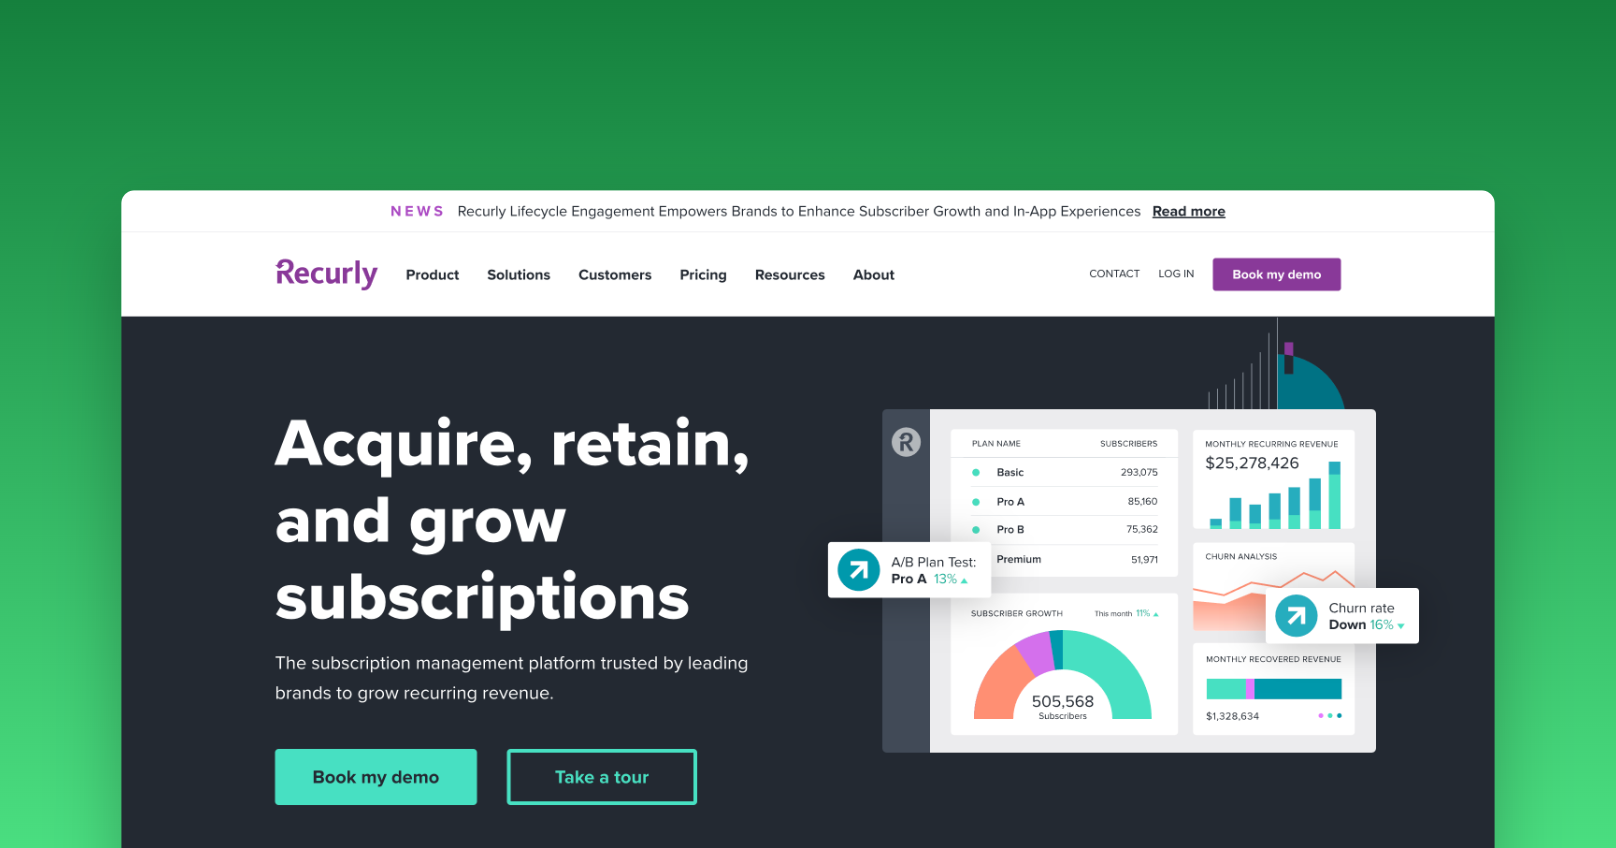 NEWS Recurly Lifecycle Engagement Empowers Brands to Enhance Subscriber Growth and In-App Experiences Read more
Recurly Product Solutions Customers Pricing Resources About CONTACT LOG IN Book my demo
Acquire, retain,
and grow
subscriptions
The subscription management platform trusted by leading
brands to grow recurring revenue.
Book my demo Take a tour
R
PLAN NAME SUBSCRIBERS
Basic 293,075
Pro A 85,160
Pro B 75,362
Premium 51,971
A/B Plan Test:
Pro A 13%
SUBSCRIBER GROWTH This month 11%
505,568
Subscribers
MONTHLY RECURRING REVENUE
$25,278,426
CHURN ANALYSIS
Churn rate
Down 16%
MONTHLY RECOVERED REVENUE
$1,328,634